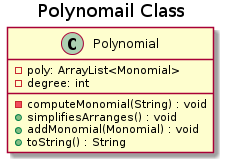 Polynomail Class
C Polynomial
poly: ArrayList<Monomial>
degree: int
computeMonomial(String) : void
simplifiesArranges() : void
addMonomial(Monomial) : void
toString() : String